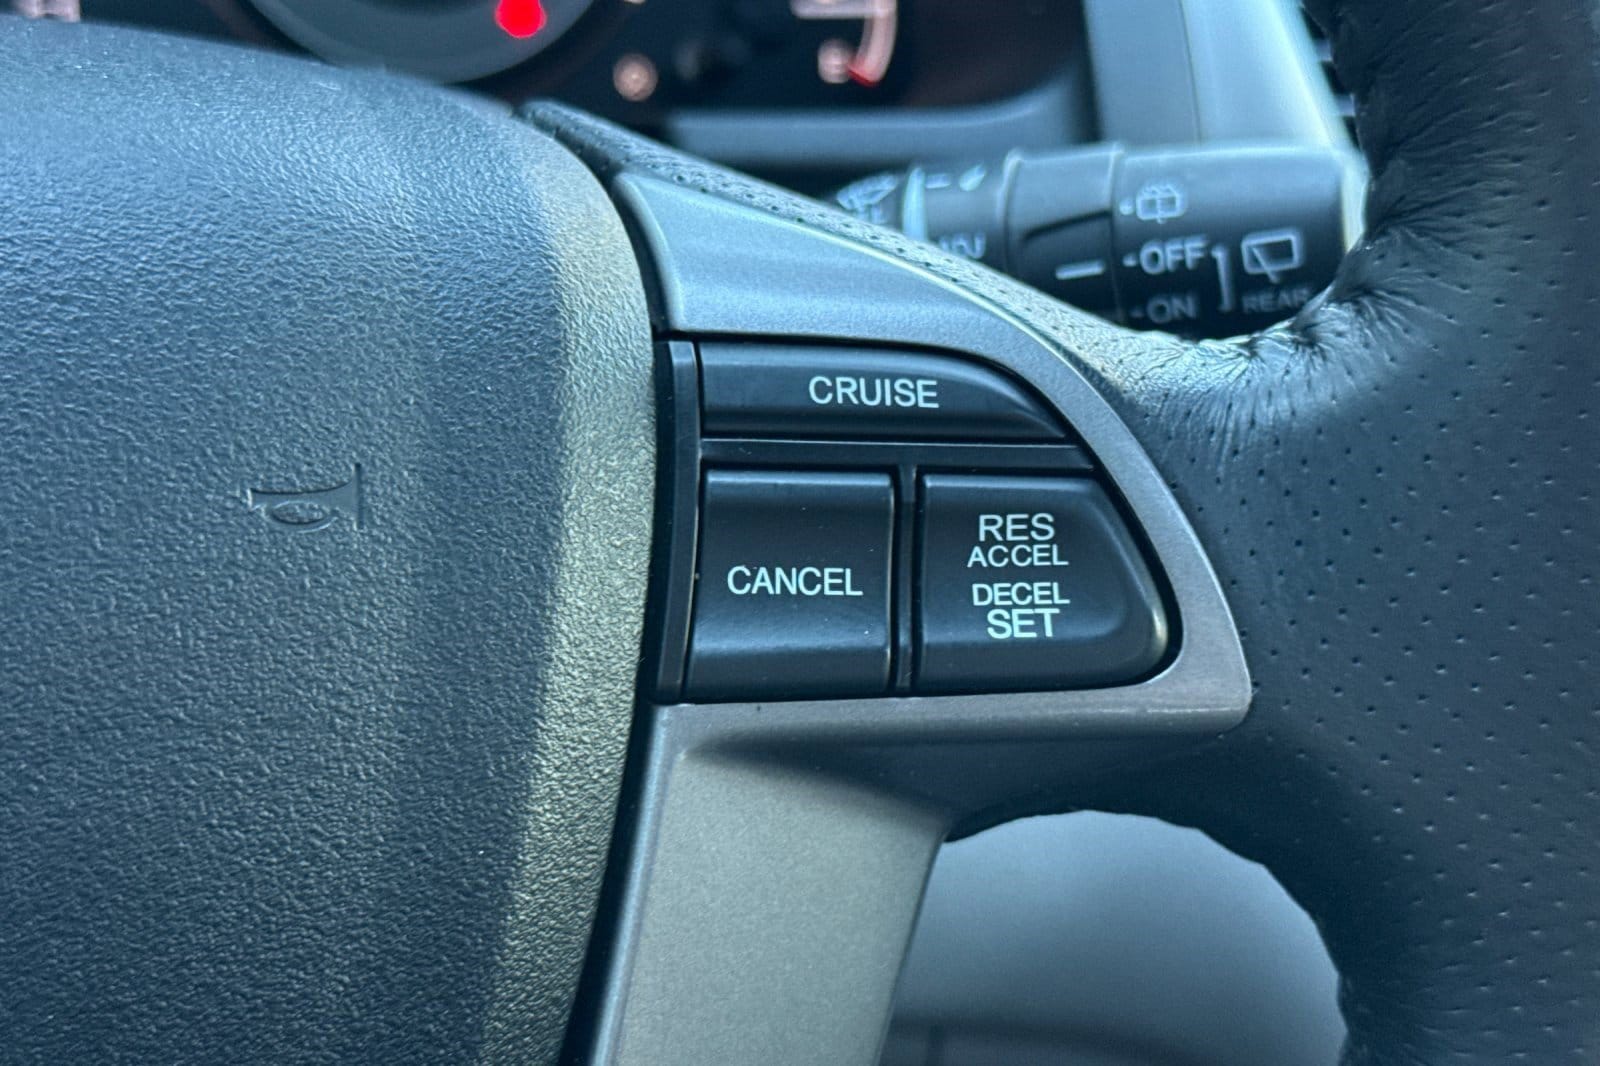 OFF
ON
REAR
CRUISE
CANCEL
RES
ACCEL
DECEL
SET